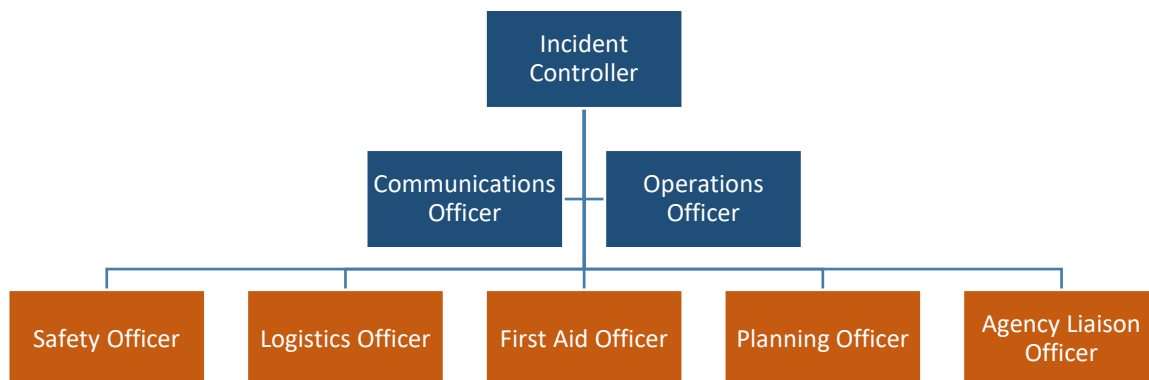 Incident
Controller
Communications
Officer
Operations
Officer
Safety Officer
Logistics Officer
First Aid Officer
Planning Officer
Agency Liaison
Officer